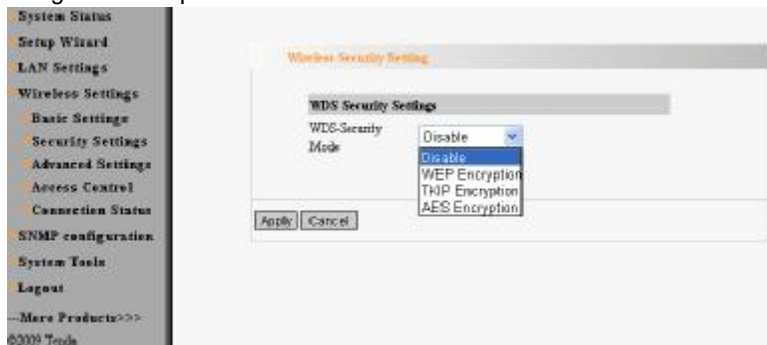 System Status
Setup Wizard
LAN Settings
Wireless Settings
Basic Settings
Security Settings
Advanced Settings
Access Control
Connection Status
SNMP configuration
System Tools
Logout
---More Products>>>
©2009 Tenda
Wireless Security Setting
WDS Security Settings
WDS-Security
Mode
Disable
Disable
WEP Encryption
TKIP Encryption
AES Encryption
Apply Cancel